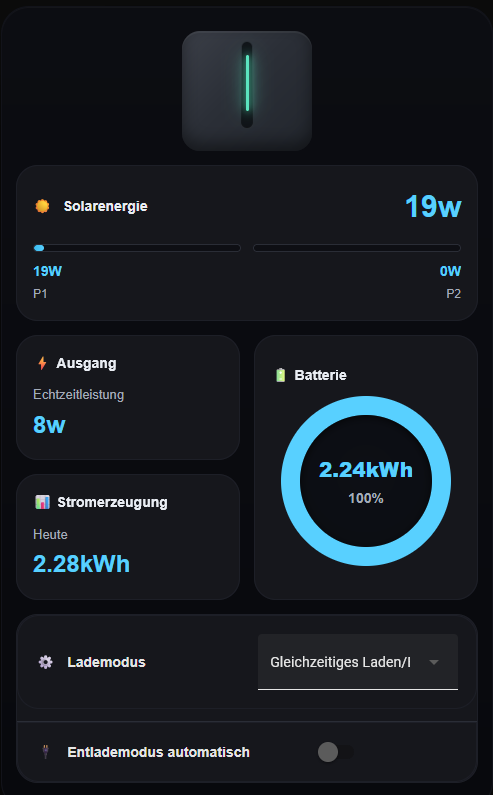 Solarenergie
19w
19W
0W
P1
P2
Ausgang
Echtzeitleistung
8w
Batterie
2.24kWh
100%
Stromerzeugung
Heute
2.28kWh
Lademodus
Gleichzeitiges Laden/I
Entlademodus automatisch